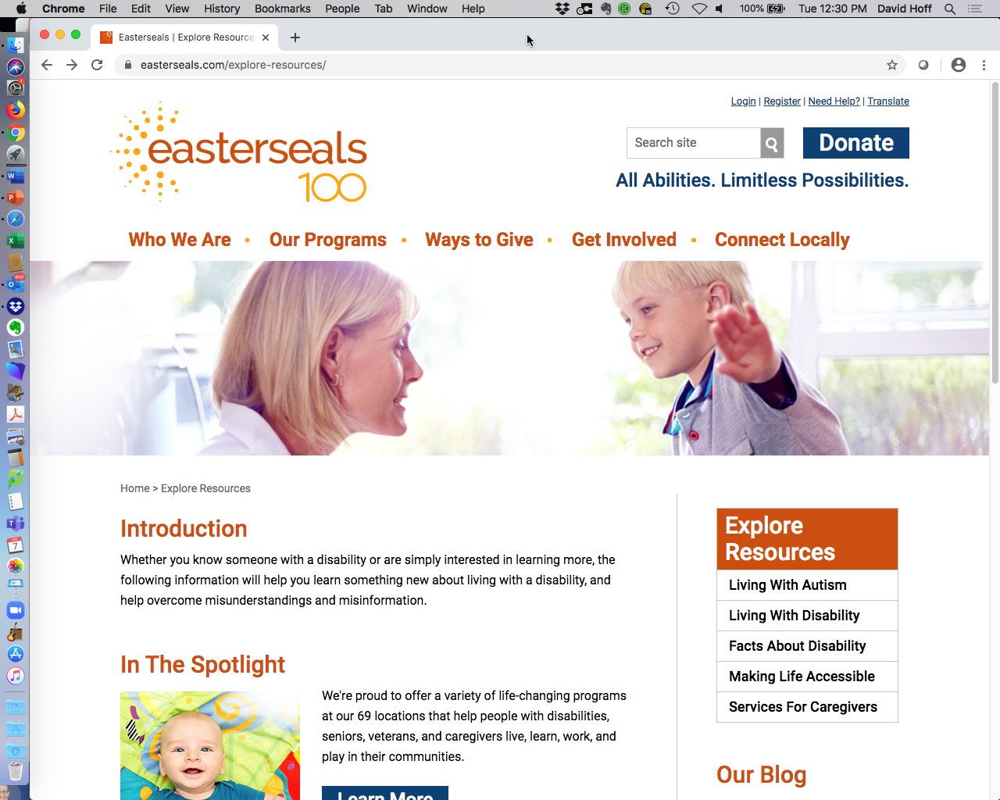 Chrome File Edit View History Bookmarks People Tab Window Help 100% Tue 12:30 PM David Hoff
Easterseals | Explore Resource
easterseals.com/explore-resources/
Login | Register | Need Help? | Translate
easterseals
100
Search site
Donate
All Abilities. Limitless Possibilities.
Who We Are • Our Programs • Ways to Give • Get Involved • Connect Locally
Home > Explore Resources
Introduction
Whether you know someone with a disability or are simply interested in learning more, the
following information will help you learn something new about living with a disability, and
help overcome misunderstandings and misinformation.
In The Spotlight
We're proud to offer a variety of life-changing programs
at our 69 locations that help people with disabilities,
seniors, veterans, and caregivers live, learn, work, and
play in their communities.
Learn More
Explore
Resources
Living With Autism
Living With Disability
Facts About Disability
Making Life Accessible
Services For Caregivers
Our Blog